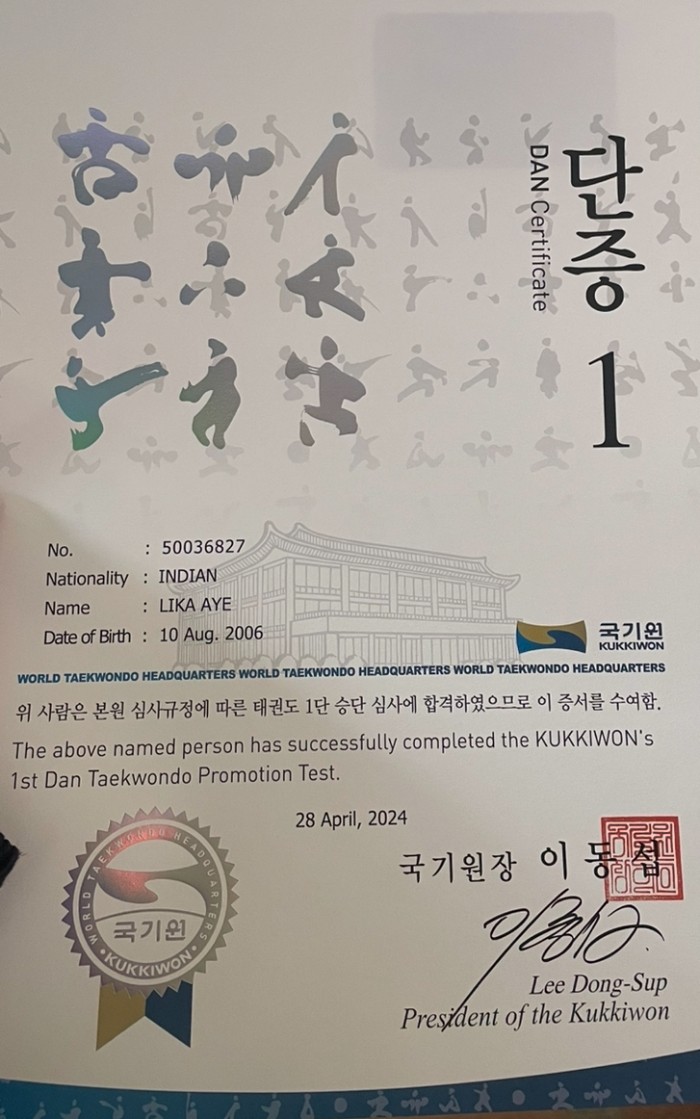 단증
DAN Certificate
1
No. : 50036827
Nationality : INDIAN
Name : LIKA AYE
Date of Birth : 10 Aug. 2006
국기원
KUKKIWON
WORLD TAEKWONDO HEADQUARTERS WORLD TAEKWONDO HEADQUARTERS WORLD TAEKWONDO HEADQUARTERS
위 사람은 본원 심사규정에 따른 태권도 1단 승단 심사에 합격하였으므로 이 증서를 수여함.
The above named person has successfully completed the KUKKIWON's
1st Dan Taekwondo Promotion Test.
28 April, 2024
국기원장 이 동 섭
WORLD TAEKWONDO HEADQUARTERS
국기원
•KUKKIWON•
Lee Dong-Sup
President of the Kukkiwon